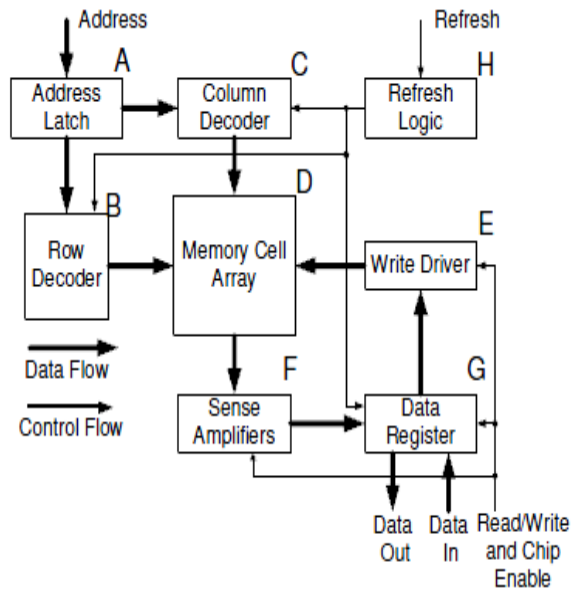 Address
Refresh
A
C
H
Address
Latch
Column
Decoder
Refresh
Logic
B
D
E
Row
Decoder
Memory Cell
Array
Write Driver
Data Flow
Control Flow
F
G
Sense
Amplifiers
Data
Register
Data
Out
Data
In
Read/Write
and Chip
Enable